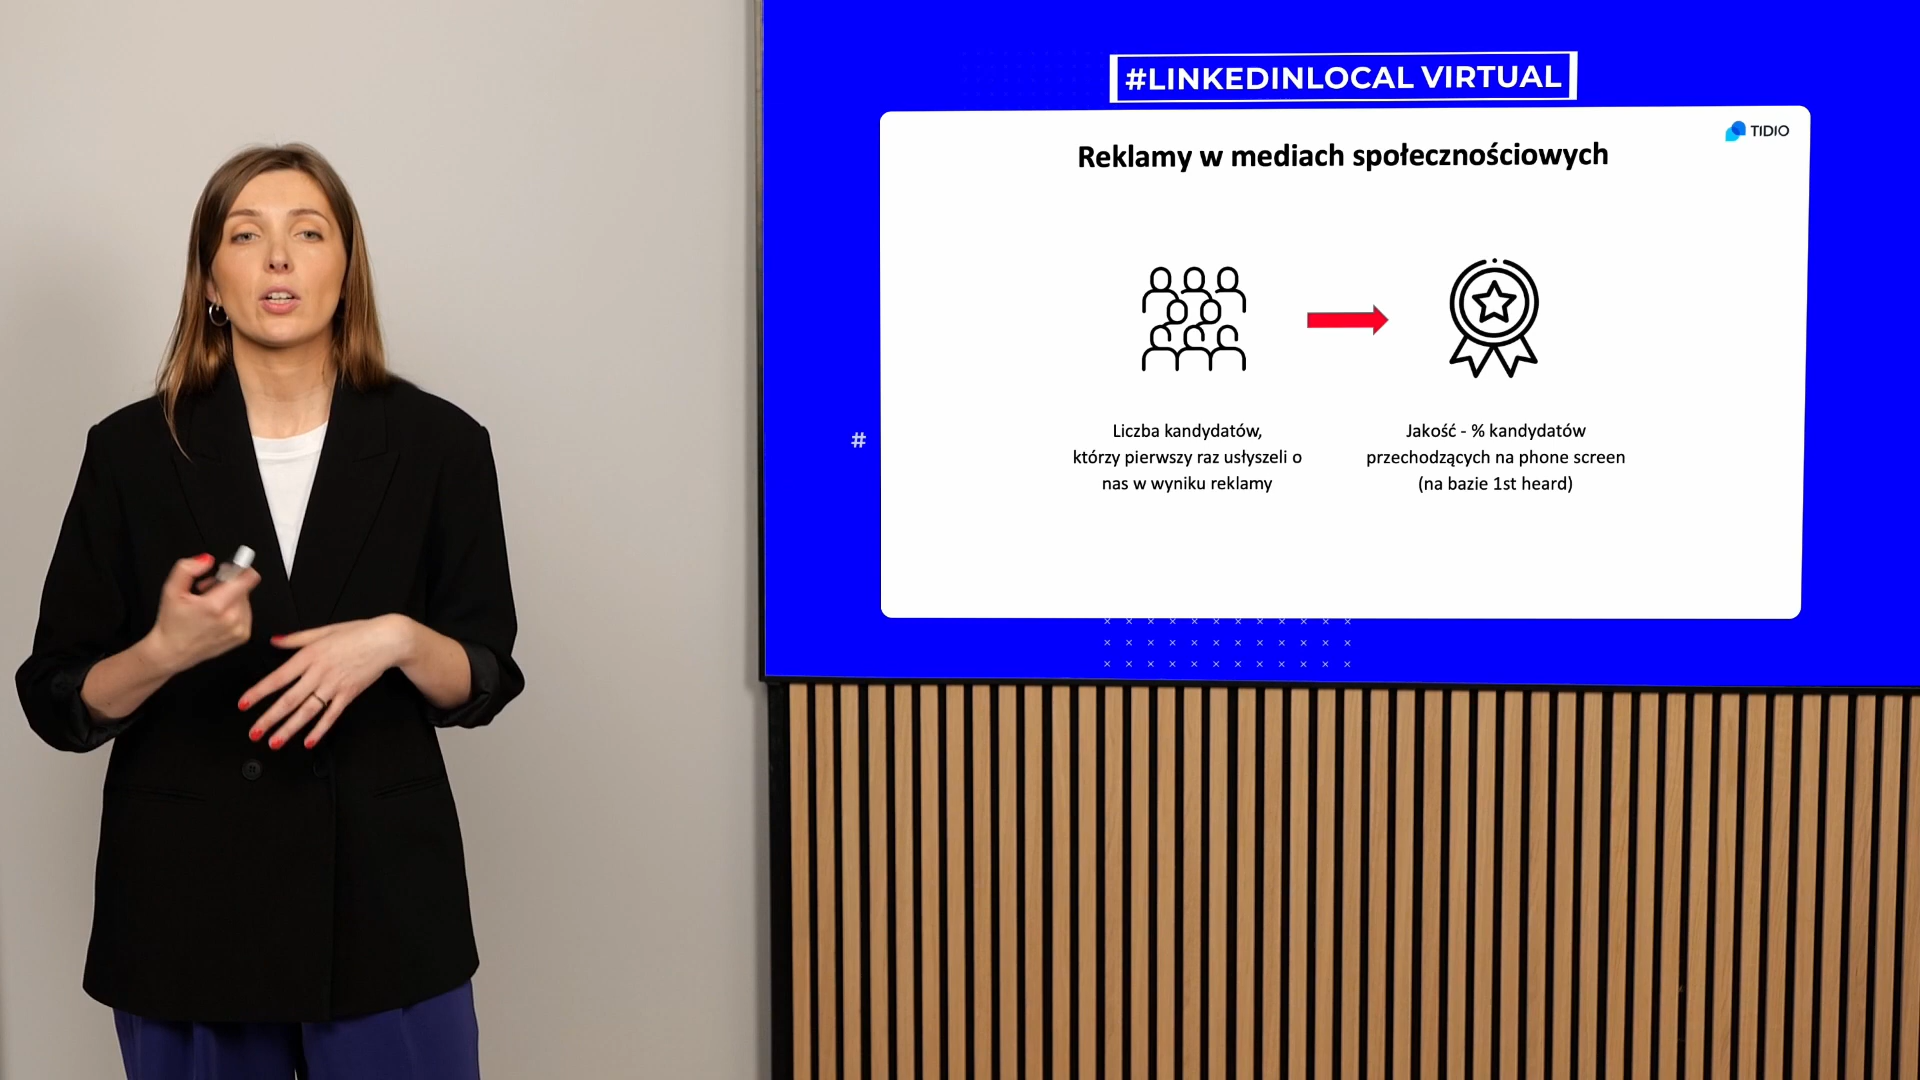 #LINKEDINLOCAL VIRTUAL
TIDIO
Reklamy w mediach społecznościowych
Liczba kandydatów,
którzy pierwszy raz usłyszeli o
nas w wyniku reklamy
Jakość - % kandydatów
przechodzących na phone screen
(na bazie 1st heard)
#